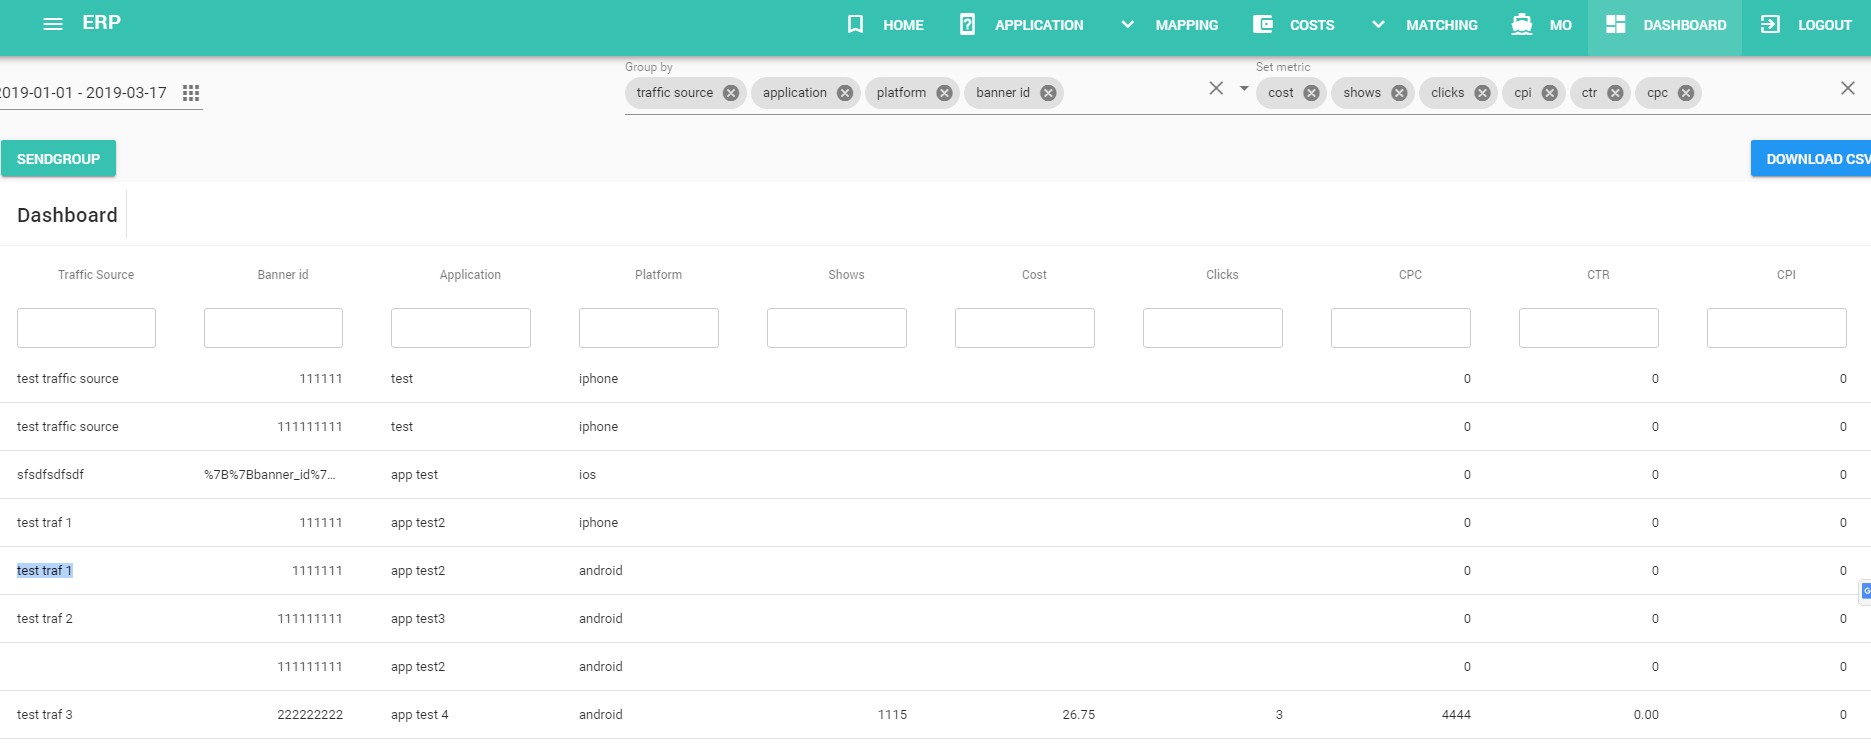 ERP HOME APPLICATION MAPPING COSTS MATCHING MO DASHBOARD LOGOUT
Group by Set metric
2019-01-01 - 2019-03-17 traffic source application platform banner id cost shows clicks cpi ctr cpc
SENDGROUP DOWNLOAD CSV
Dashboard
Traffic Source Banner id Application Platform Shows Cost Clicks CPC CTR CPI
test traffic source 111111 test iphone 0 0 0
test traffic source 111111111 test iphone 0 0 0
sfsdfsdfsdf %7B%7Bbanner_id%7... app test ios 0 0 0
test traf 1 111111 app test2 iphone 0 0 0
test traf 1 1111111 app test2 android 0 0 0
test traf 2 111111111 app test3 android 0 0 0
111111111 app test2 android 0 0 0
test traf 3 222222222 app test 4 android 1115 26.75 3 4444 0.00 0